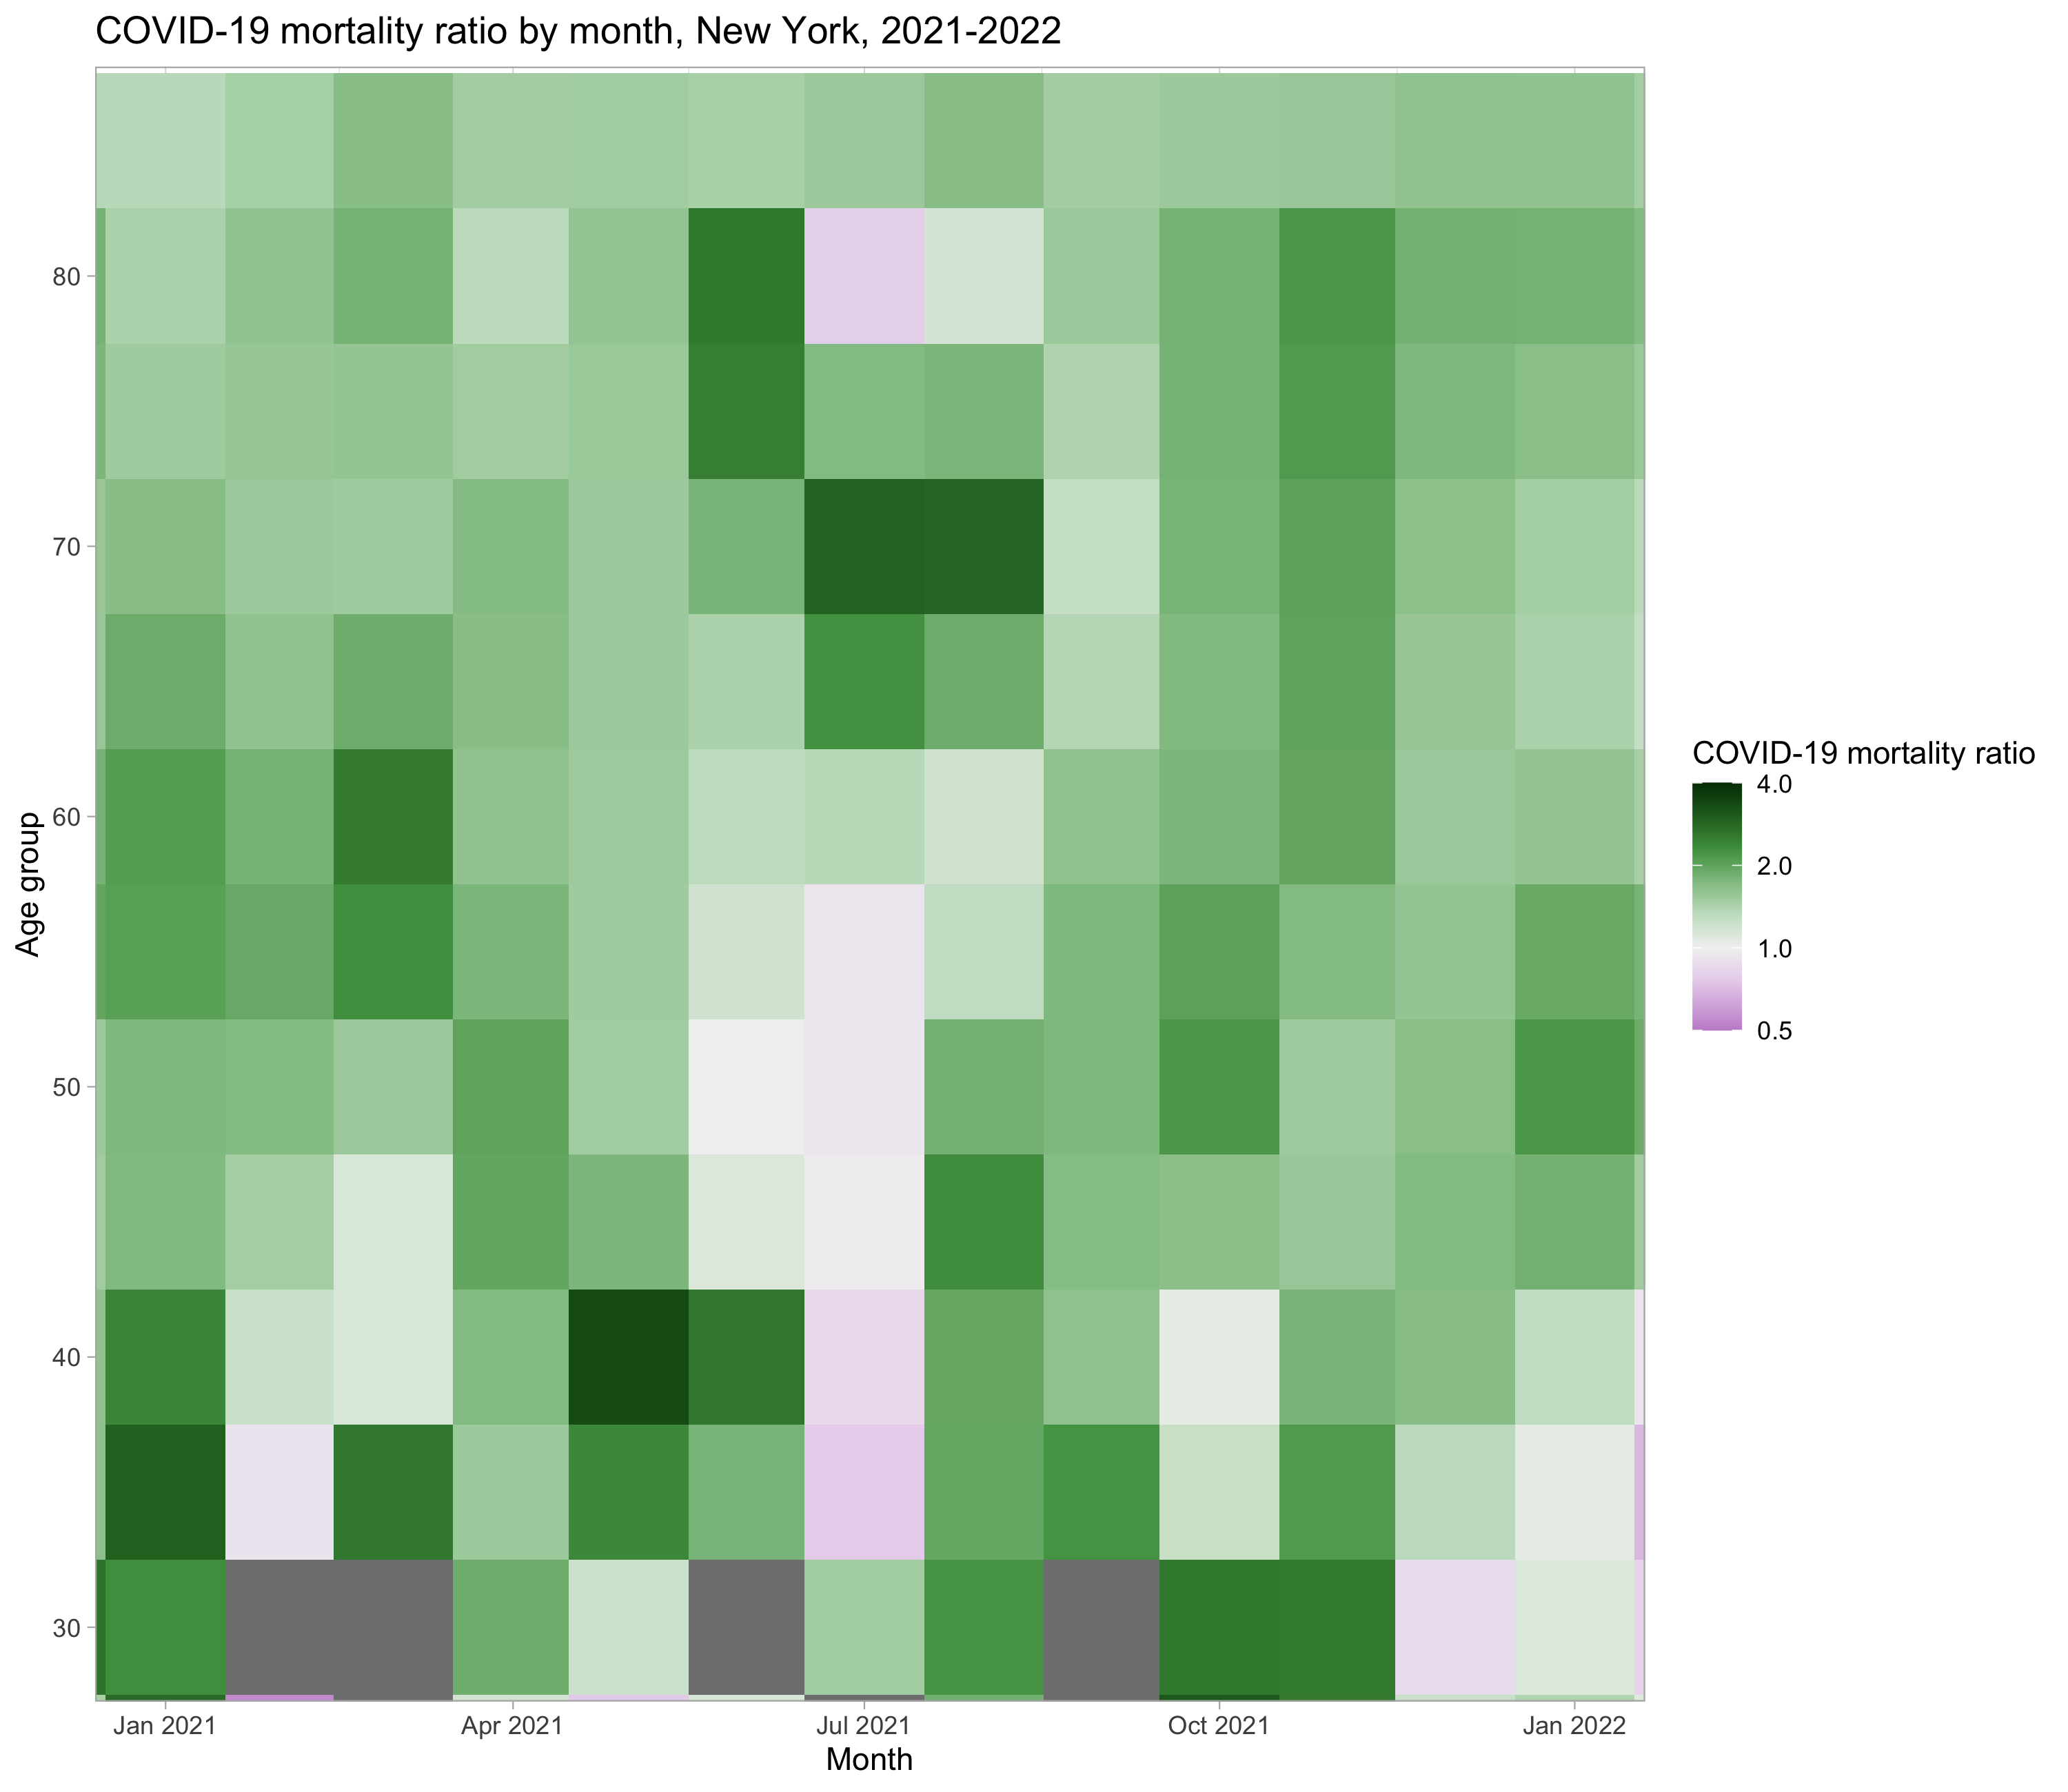 COVID-19 mortality ratio by month, New York, 2021-2022
80
70
60
50
40
30
Age group
Jan 2021
Apr 2021
Jul 2021
Oct 2021
Jan 2022
Month
COVID-19 mortality ratio
4.0
2.0
1.0
0.5